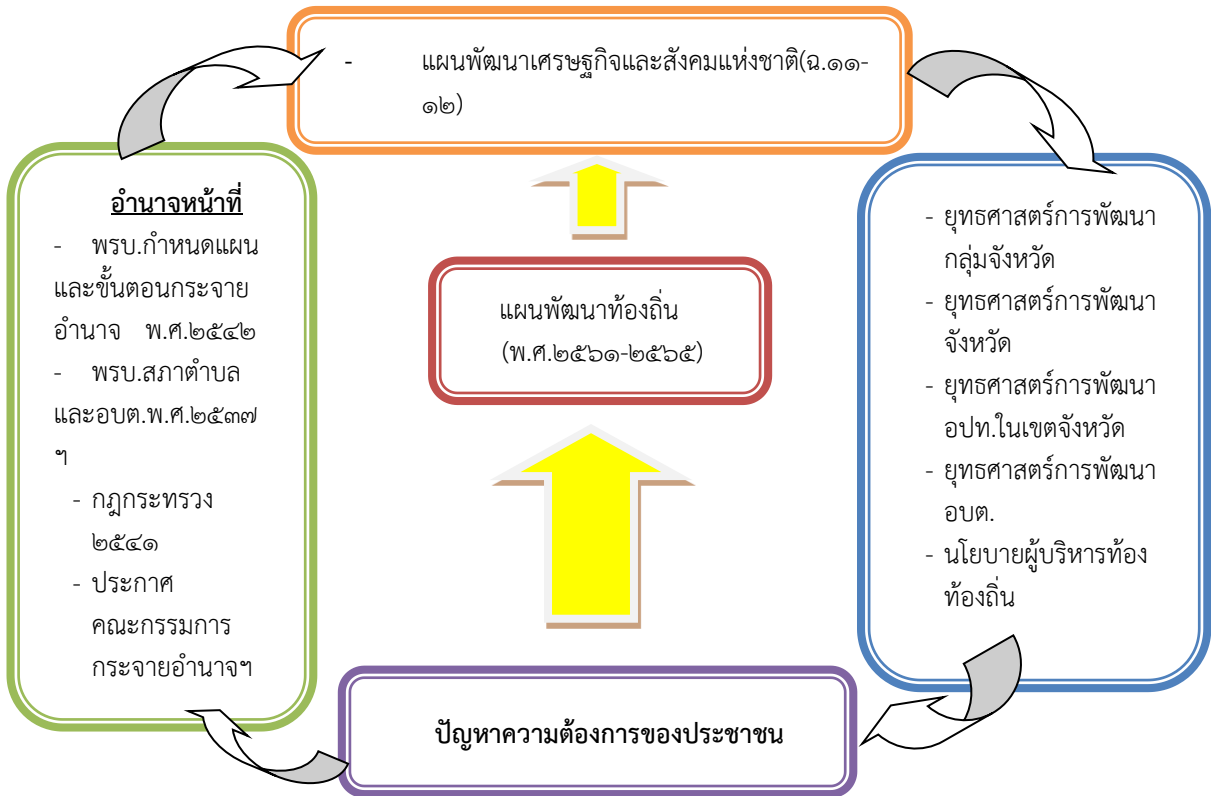 - แผนพัฒนาเศรษฐกิจและสังคมแห่งชาติ(ฉ.๑๑-
๑๒)
อำนาจหน้าที่
- พรบ.กำหนดแผน
และขั้นตอนกระจาย
อำนาจ พ.ศ.๒๕๔๒
- พรบ.สภาตำบล
และอบต.พ.ศ.๒๕๓๗
ฯ
- กฎกระทรวง
๒๕๔๑
- ประกาศ
คณะกรรมการ
กระจายอำนาจฯ
แผนพัฒนาท้องถิ่น
(พ.ศ.๒๕๖๑-๒๕๖๕)
- ยุทธศาสตร์การพัฒนา
กลุ่มจังหวัด
- ยุทธศาสตร์การพัฒนา
จังหวัด
- ยุทธศาสตร์การพัฒนา
อปท.ในเขตจังหวัด
- ยุทธศาสตร์การพัฒนา
อบต.
- นโยบายผู้บริหารท้อง
ท้องถิ่น
ปัญหาความต้องการของประชาชน